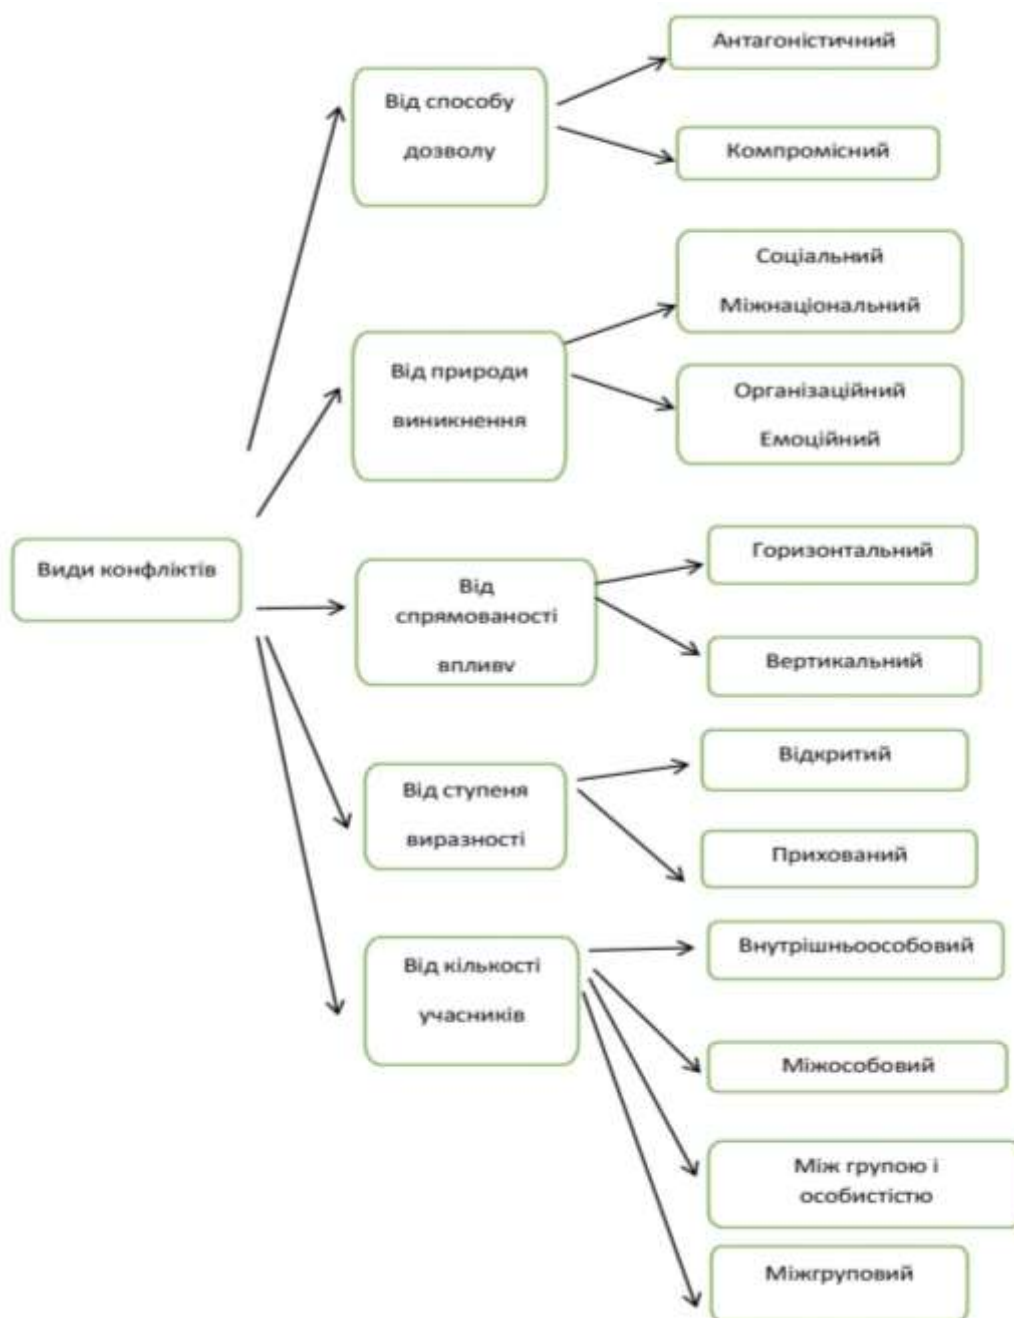 Види конфліктів
Від способу
дозволу
Антагоністичний
Компромісний
Від природи
виникнення
Соціальний
Міжнаціональний
Організаційний
Емоційний
Від
спрямованості
впливу
Горизонтальний
Вертикальний
Від ступеня
виразності
Відкритий
Прихований
Від кількості
учасників
Внутрішньоособовий
Міжособовий
Між групою і
особистістю
Міжгруповий